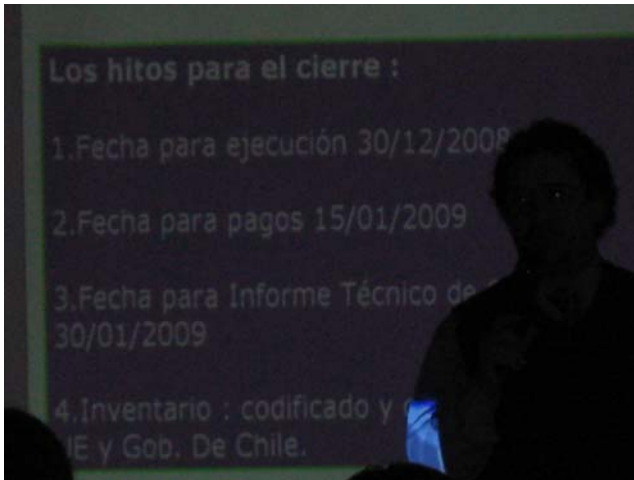 Los hitos para el cierre :
1.Fecha para ejecución 30/12/2008
2.Fecha para pagos 15/01/2009
3.Fecha para Informe Técnico de
30/01/2009
4.Inventario : codificado y
UE y Gob. De Chile.